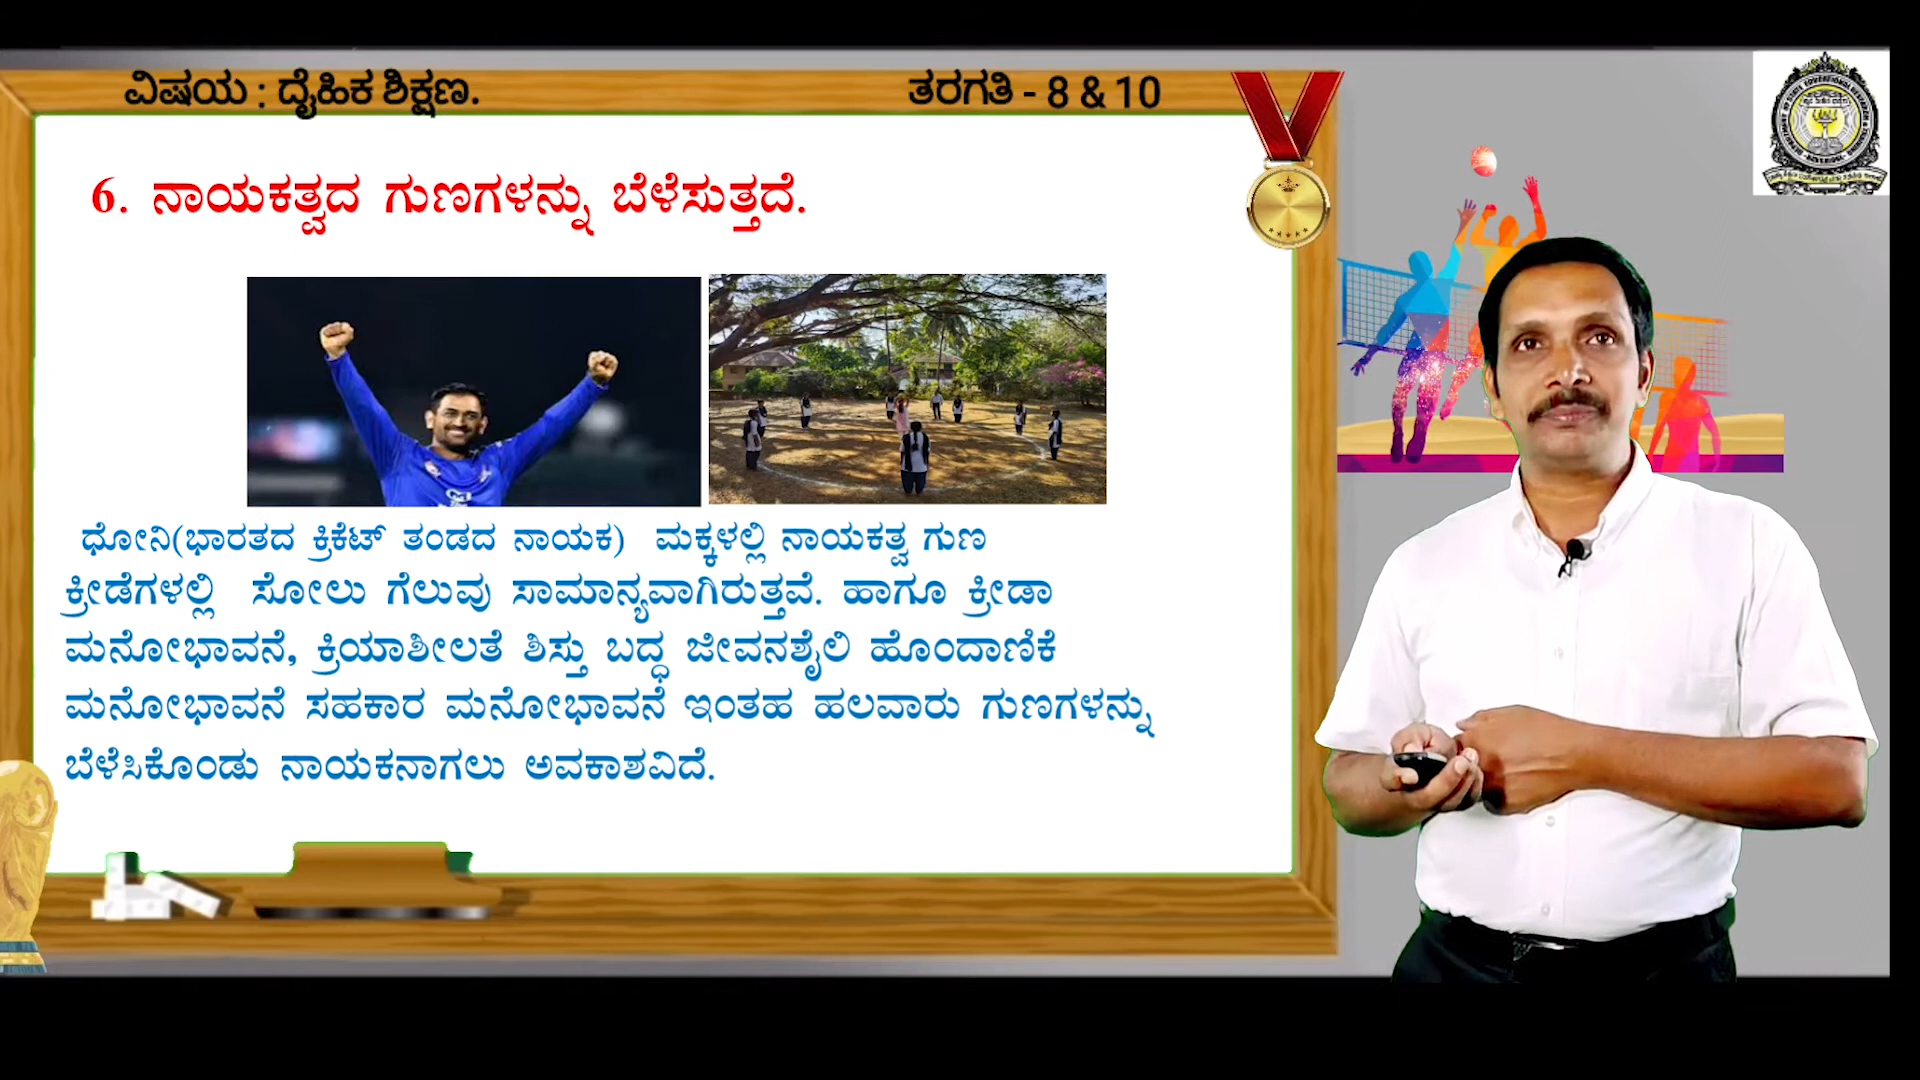 ವಿಷಯ : ದೈಹಿಕ ಶಿಕ್ಷಣ. ತರಗತಿ - 8 & 10
6. ನಾಯಕತ್ವದ ಗುಣಗಳನ್ನು ಬೆಳೆಸುತ್ತದೆ.
ಧೋನಿ(ಭಾರತದ ಕ್ರಿಕೆಟ್ ತಂಡದ ನಾಯಕ) ಮಕ್ಕಳಲ್ಲಿ ನಾಯಕತ್ವ ಗುಣ
ಕ್ರೀಡೆಗಳಲ್ಲಿ ಸೋಲು ಗೆಲುವು ಸಾಮಾನ್ಯವಾಗಿರುತ್ತವೆ. ಹಾಗೂ ಕ್ರೀಡಾ
ಮನೋಭಾವನೆ, ಕ್ರಿಯಾಶೀಲತೆ ಶಿಸ್ತು ಬದ್ಧ ಜೀವನಶೈಲಿ ಹೊಂದಾಣಿಕೆ
ಮನೋಭಾವನೆ ಸಹಕಾರ ಮನೋಭಾವನೆ ಇಂತಹ ಹಲವಾರು ಗುಣಗಳನ್ನು
ಬೆಳೆಸಿಕೊಂಡು ನಾಯಕನಾಗಲು ಅವಕಾಶವಿದೆ.